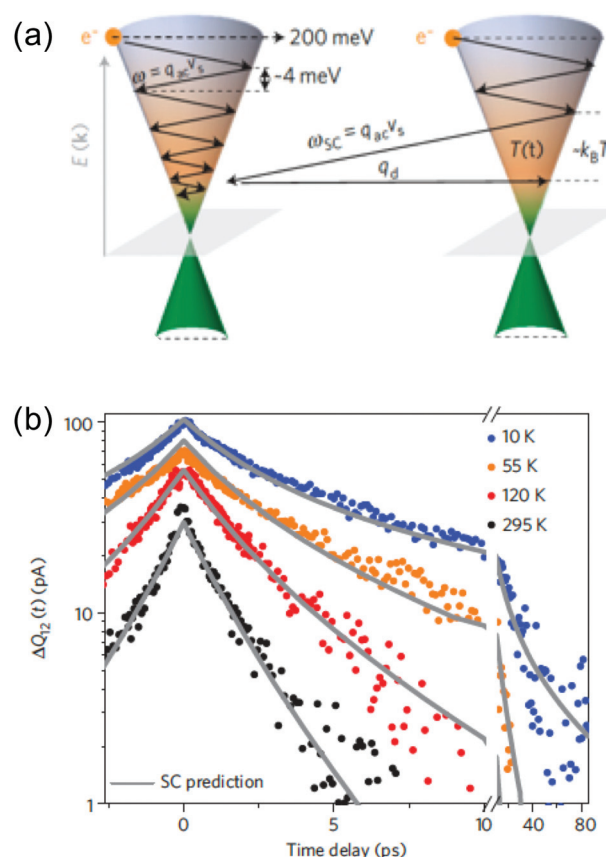 (a)
e⁻
200 meV
e⁻
ω = q_ac v_s
~4 meV
E (k)
ω_SC = q_ac v_s
T(t)
~k_B T
q_d
(b)
100
10 K
55 K
120 K
295 K
ΔQ₁₂ (t) (pA)
10
SC prediction
1
0
5
10
40
80
Time delay (ps)